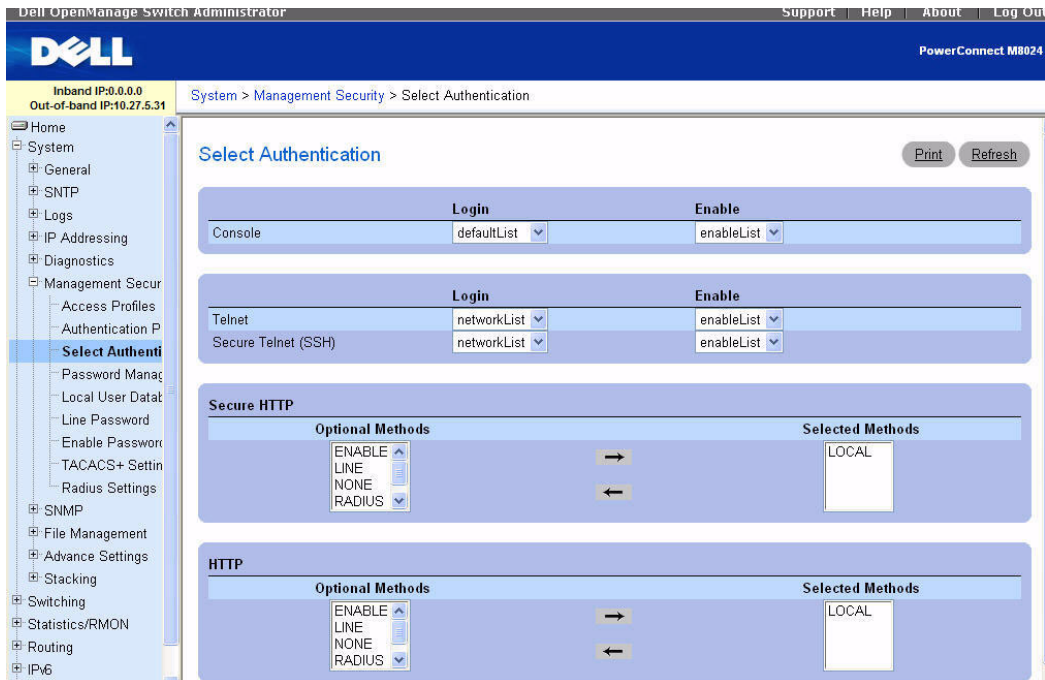 Dell OpenManage Switch Administrator
Support | Help | About | Log Ou
DELL
PowerConnect M8024
Inband IP:0.0.0.0
Out-of-band IP:10.27.5.31
System > Management Security > Select Authentication
Home
System
General
SNTP
Logs
IP Addressing
Diagnostics
Management Secur
Access Profiles
Authentication P
Select Authenti
Password Manag
Local User Datab
Line Password
Enable Password
TACACS+ Settin
Radius Settings
SNMP
File Management
Advance Settings
Stacking
Switching
Statistics/RMON
Routing
IPv6
Select Authentication
Print Refresh
Login Enable
Console defaultList enableList
Login Enable
Telnet networkList enableList
Secure Telnet (SSH) networkList enableList
Secure HTTP
Optional Methods Selected Methods
ENABLE LOCAL
LINE
NONE
RADIUS
HTTP
Optional Methods Selected Methods
ENABLE LOCAL
LINE
NONE
RADIUS